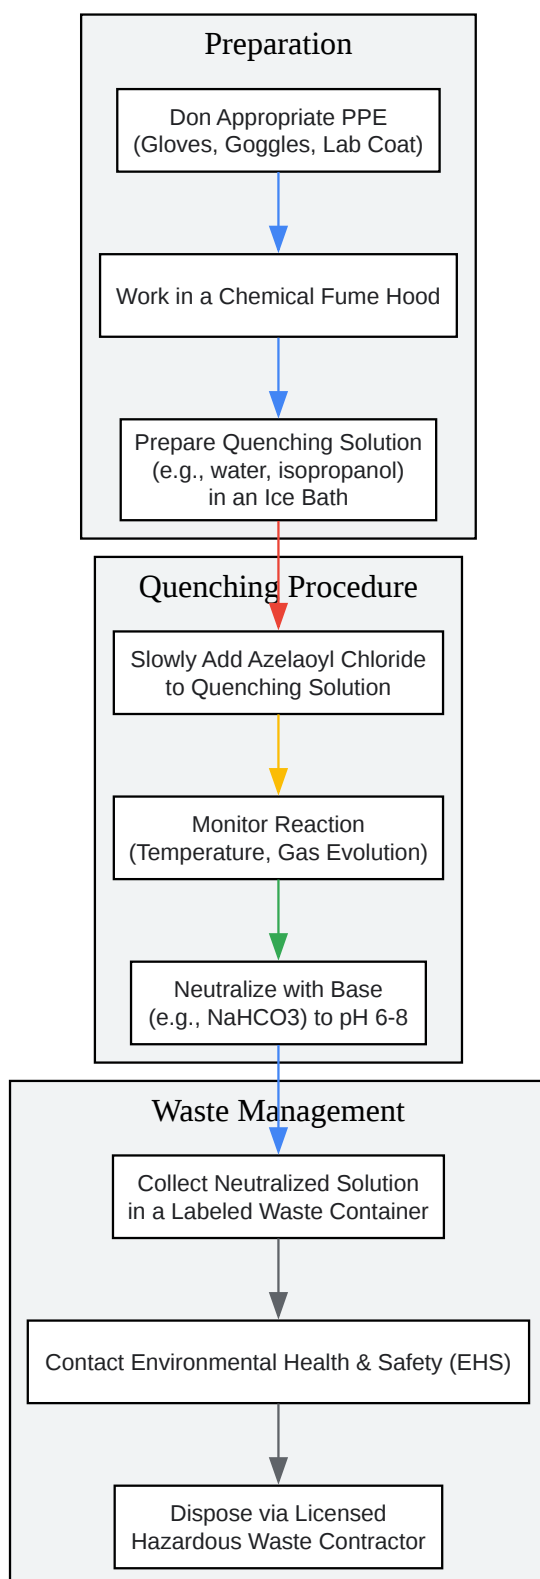 Preparation
Don Appropriate PPE
(Gloves, Goggles, Lab Coat)
Work in a Chemical Fume Hood
Prepare Quenching Solution
(e.g., water, isopropanol)
in an Ice Bath
Quenching Procedure
Slowly Add Azelaoyl Chloride
to Quenching Solution
Monitor Reaction
(Temperature, Gas Evolution)
Neutralize with Base
(e.g., NaHCO3) to pH 6-8
Waste Management
Collect Neutralized Solution
in a Labeled Waste Container
Contact Environmental Health & Safety (EHS)
Dispose via Licensed
Hazardous Waste Contractor